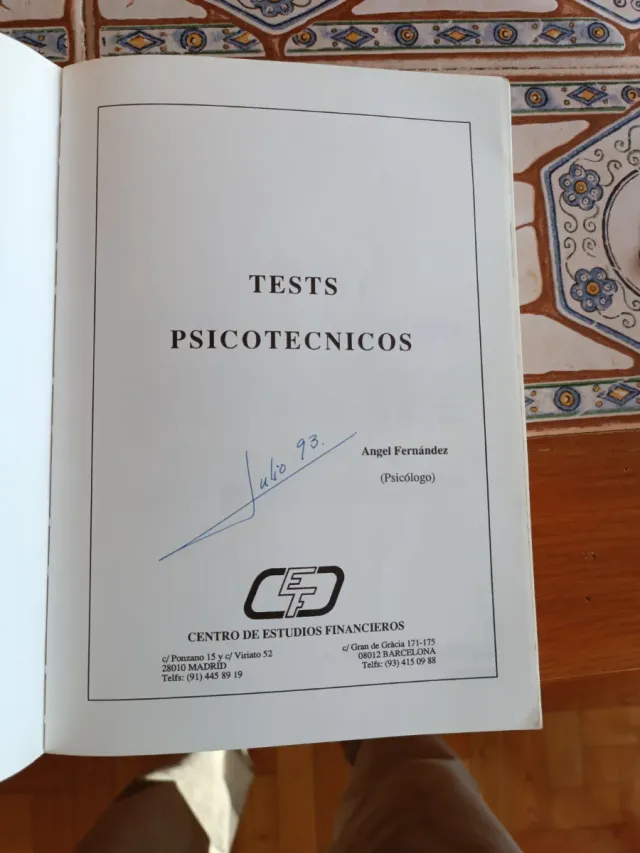 TESTS
PSICOTECNICOS
Julio 93.
Angel Fernández
(Psicólogo)
CEF
CENTRO DE ESTUDIOS FINANCIEROS
c/ Ponzano 15 y c/ Viriato 52
28010 MADRID
Telfs: (91) 445 89 19
c/ Gran de Gràcia 171-175
08012 BARCELONA
Telfs: (93) 415 09 88